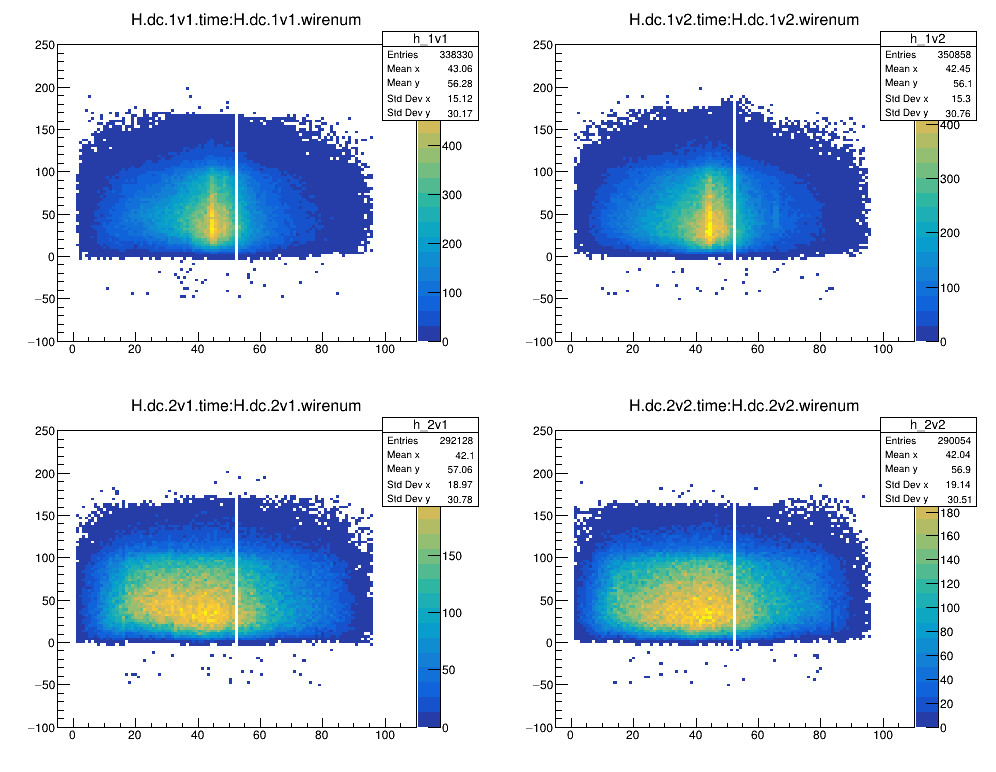 H.dc.1v1.time:H.dc.1v1.wirenum
h_1v1
Entries 338330
Mean x 43.06
Mean y 56.28
Std Dev x 15.12
Std Dev y 30.17
250
200
150
100
50
0
−50
−100
0 20 40 60 80 100
400
300
200
100
0
H.dc.1v2.time:H.dc.1v2.wirenum
h_1v2
Entries 350858
Mean x 42.45
Mean y 56.1
Std Dev x 15.3
Std Dev y 30.76
250
200
150
100
50
0
−50
−100
0 20 40 60 80 100
400
300
200
100
0
H.dc.2v1.time:H.dc.2v1.wirenum
h_2v1
Entries 292128
Mean x 42.1
Mean y 57.06
Std Dev x 18.97
Std Dev y 30.78
250
200
150
100
50
0
−50
−100
0 20 40 60 80 100
150
100
50
0
H.dc.2v2.time:H.dc.2v2.wirenum
h_2v2
Entries 290054
Mean x 42.04
Mean y 56.9
Std Dev x 19.14
Std Dev y 30.51
250
200
150
100
50
0
−50
−100
0 20 40 60 80 100
180
160
140
120
100
80
60
40
20
0